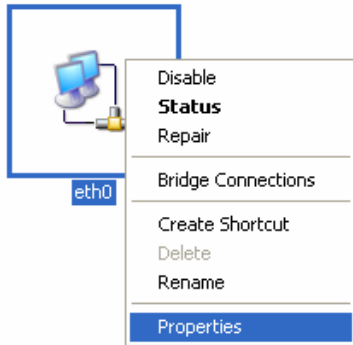 Disable
Status
Repair
Bridge Connections
eth0
Create Shortcut
Delete
Rename
Properties